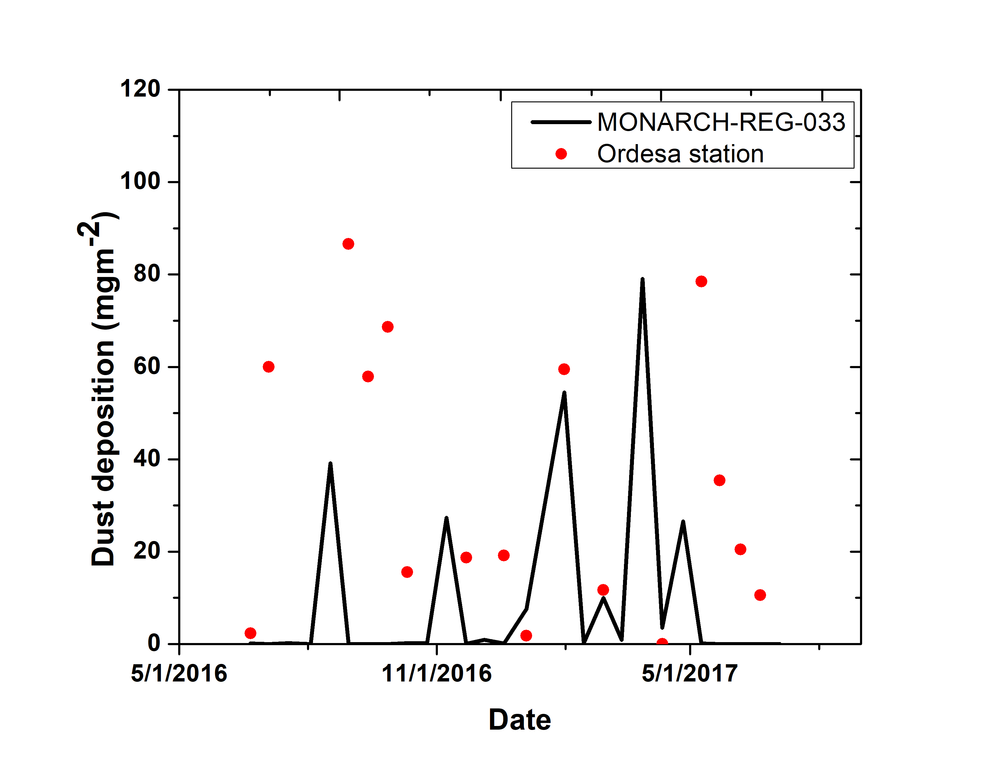 120
100
80
60
40
20
0
Dust deposition (mgm-2)
MONARCH-REG-033
Ordesa station
5/1/2016 11/1/2016 5/1/2017
Date